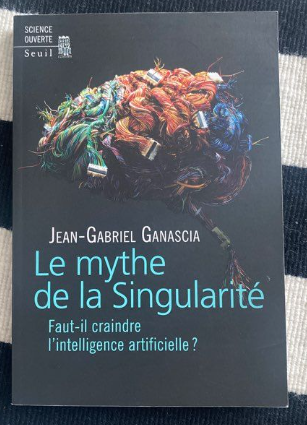 SCIENCE
OUVERTE
Seuil
JEAN-GABRIEL GANASCIA
Le mythe
de la Singularité
Faut-il craindre
l'intelligence artificielle ?